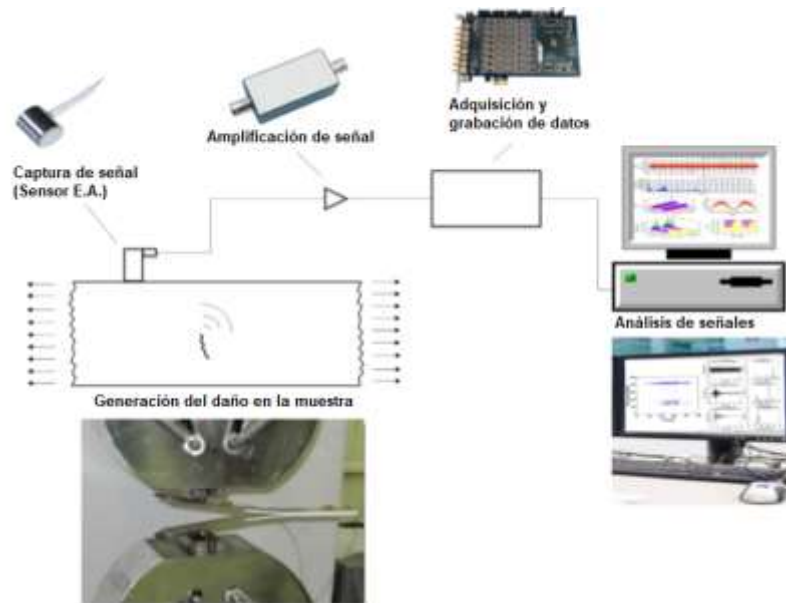 Adquisición y
grabación de datos
Amplificación de señal
Captura de señal
(Sensor E.A.)
Análisis de señales
Generación del daño en la muestra